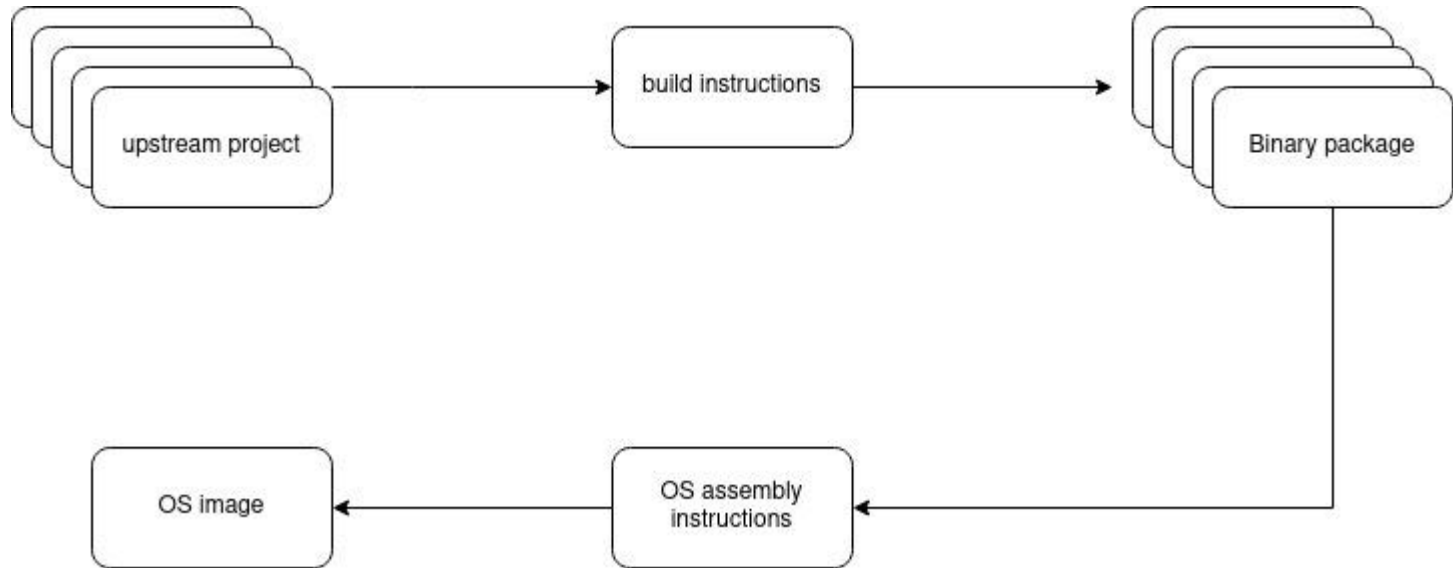 upstream project
build instructions
Binary package
OS image
OS assembly
instructions